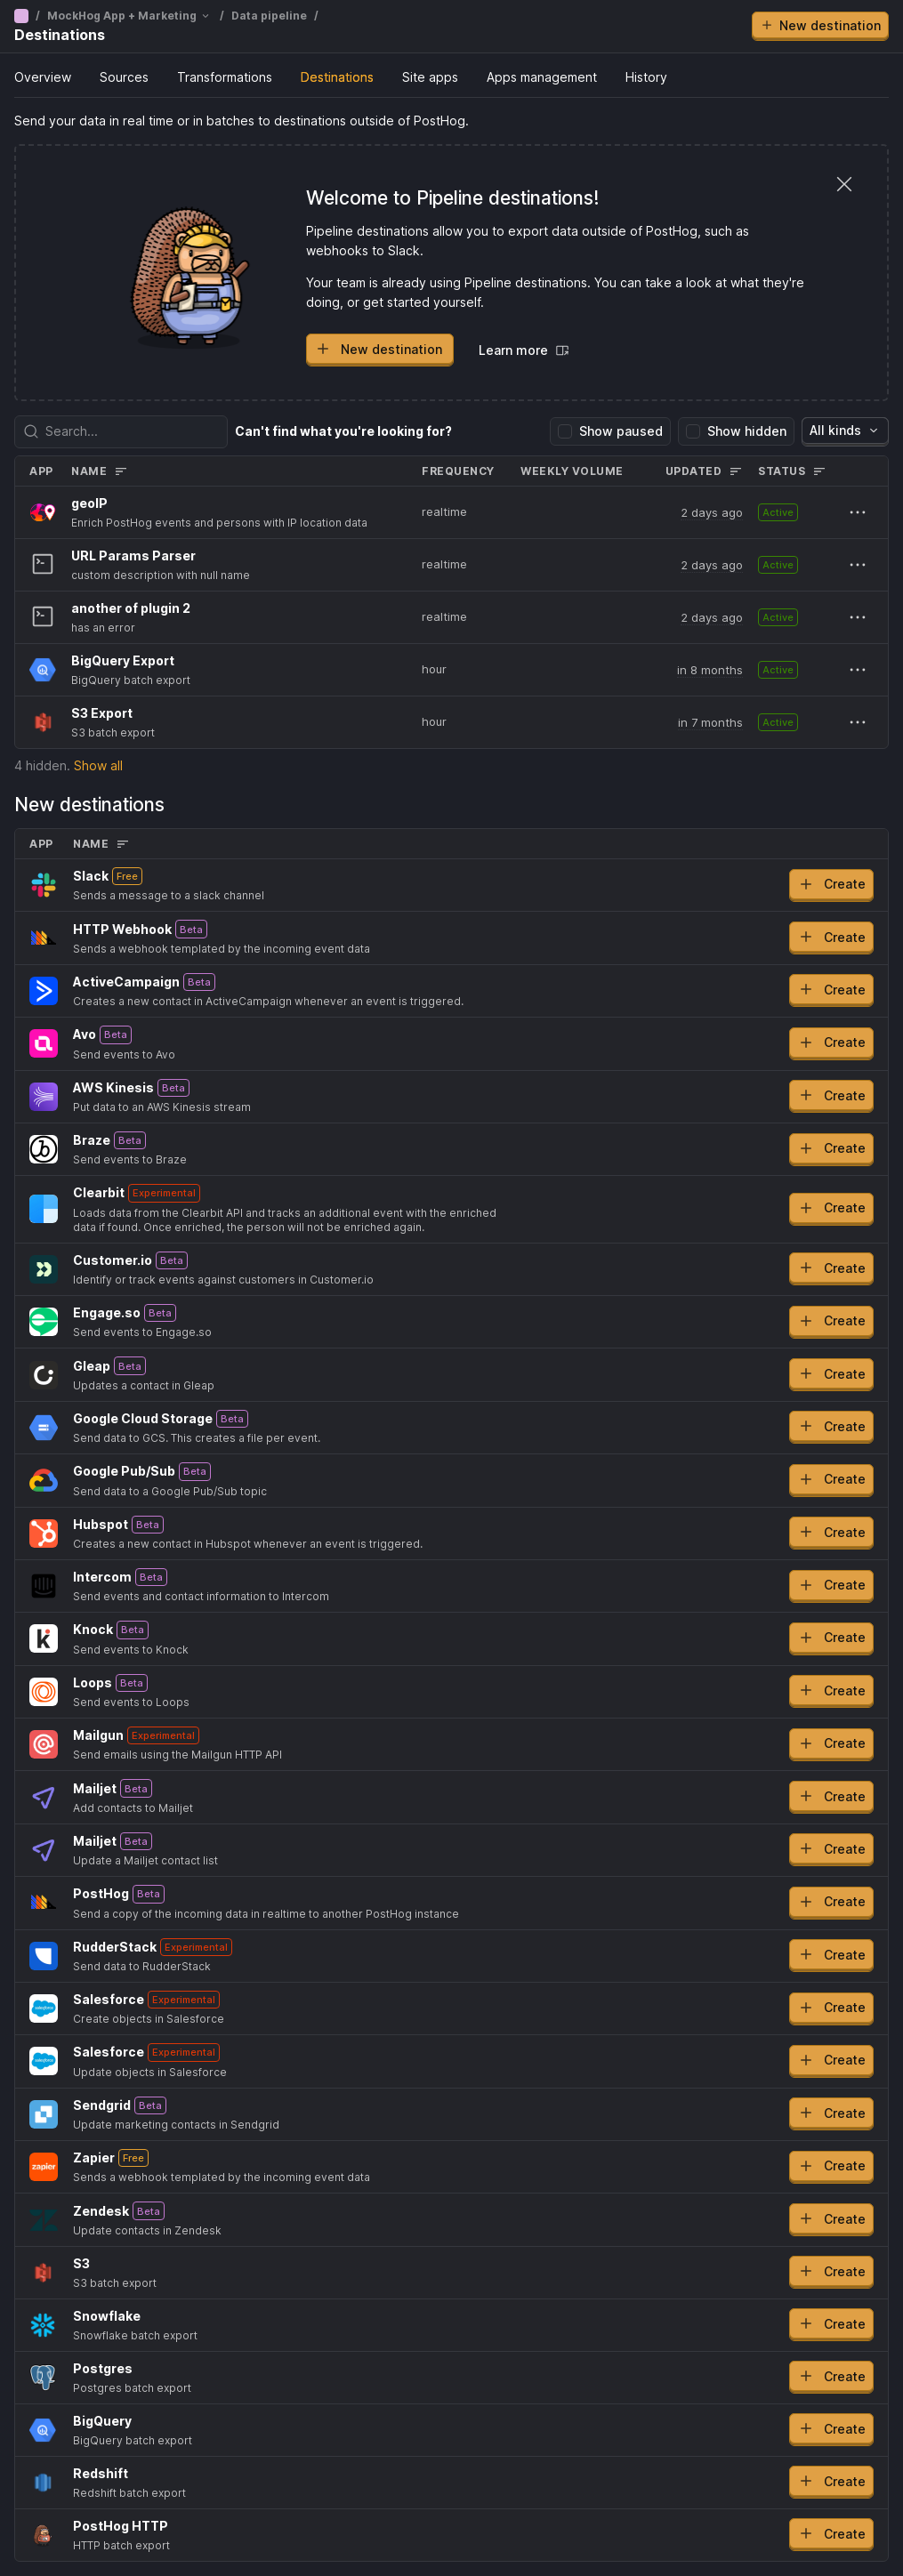 / MockHog App + Marketing / Data pipeline /
Destinations
New destination
Overview Sources Transformations Destinations Site apps Apps management History
Send your data in real time or in batches to destinations outside of PostHog.
Welcome to Pipeline destinations!
Pipeline destinations allow you to export data outside of PostHog, such as
webhooks to Slack.
Your team is already using Pipeline destinations. You can take a look at what they're
doing, or get started yourself.
New destination Learn more
Search... Can't find what you're looking for? Show paused Show hidden All kinds
APP NAME FREQUENCY WEEKLY VOLUME UPDATED STATUS
geoIP
Enrich PostHog events and persons with IP location data
realtime 2 days ago Active
URL Params Parser
custom description with null name
realtime 2 days ago Active
another of plugin 2
has an error
realtime 2 days ago Active
BigQuery Export
BigQuery batch export
hour in 8 months Active
S3 Export
S3 batch export
hour in 7 months Active
4 hidden. Show all
New destinations
APP NAME
Slack Free
Sends a message to a slack channel
Create
HTTP Webhook Beta
Sends a webhook templated by the incoming event data
Create
ActiveCampaign Beta
Creates a new contact in ActiveCampaign whenever an event is triggered.
Create
Avo Beta
Send events to Avo
Create
AWS Kinesis Beta
Put data to an AWS Kinesis stream
Create
Braze Beta
Send events to Braze
Create
Clearbit Experimental
Loads data from the Clearbit API and tracks an additional event with the enriched
data if found. Once enriched, the person will not be enriched again.
Create
Customer.io Beta
Identify or track events against customers in Customer.io
Create
Engage.so Beta
Send events to Engage.so
Create
Gleap Beta
Updates a contact in Gleap
Create
Google Cloud Storage Beta
Send data to GCS. This creates a file per event.
Create
Google Pub/Sub Beta
Send data to a Google Pub/Sub topic
Create
Hubspot Beta
Creates a new contact in Hubspot whenever an event is triggered.
Create
Intercom Beta
Send events and contact information to Intercom
Create
Knock Beta
Send events to Knock
Create
Loops Beta
Send events to Loops
Create
Mailgun Experimental
Send emails using the Mailgun HTTP API
Create
Mailjet Beta
Add contacts to Mailjet
Create
Mailjet Beta
Update a Mailjet contact list
Create
PostHog Beta
Send a copy of the incoming data in realtime to another PostHog instance
Create
RudderStack Experimental
Send data to RudderStack
Create
Salesforce Experimental
Create objects in Salesforce
Create
Salesforce Experimental
Update objects in Salesforce
Create
Sendgrid Beta
Update marketing contacts in Sendgrid
Create
zapier
Zapier Free
Sends a webhook templated by the incoming event data
Create
Zendesk Beta
Update contacts in Zendesk
Create
S3
S3 batch export
Create
Snowflake
Snowflake batch export
Create
Postgres
Postgres batch export
Create
BigQuery
BigQuery batch export
Create
Redshift
Redshift batch export
Create
PostHog HTTP
HTTP batch export
Create